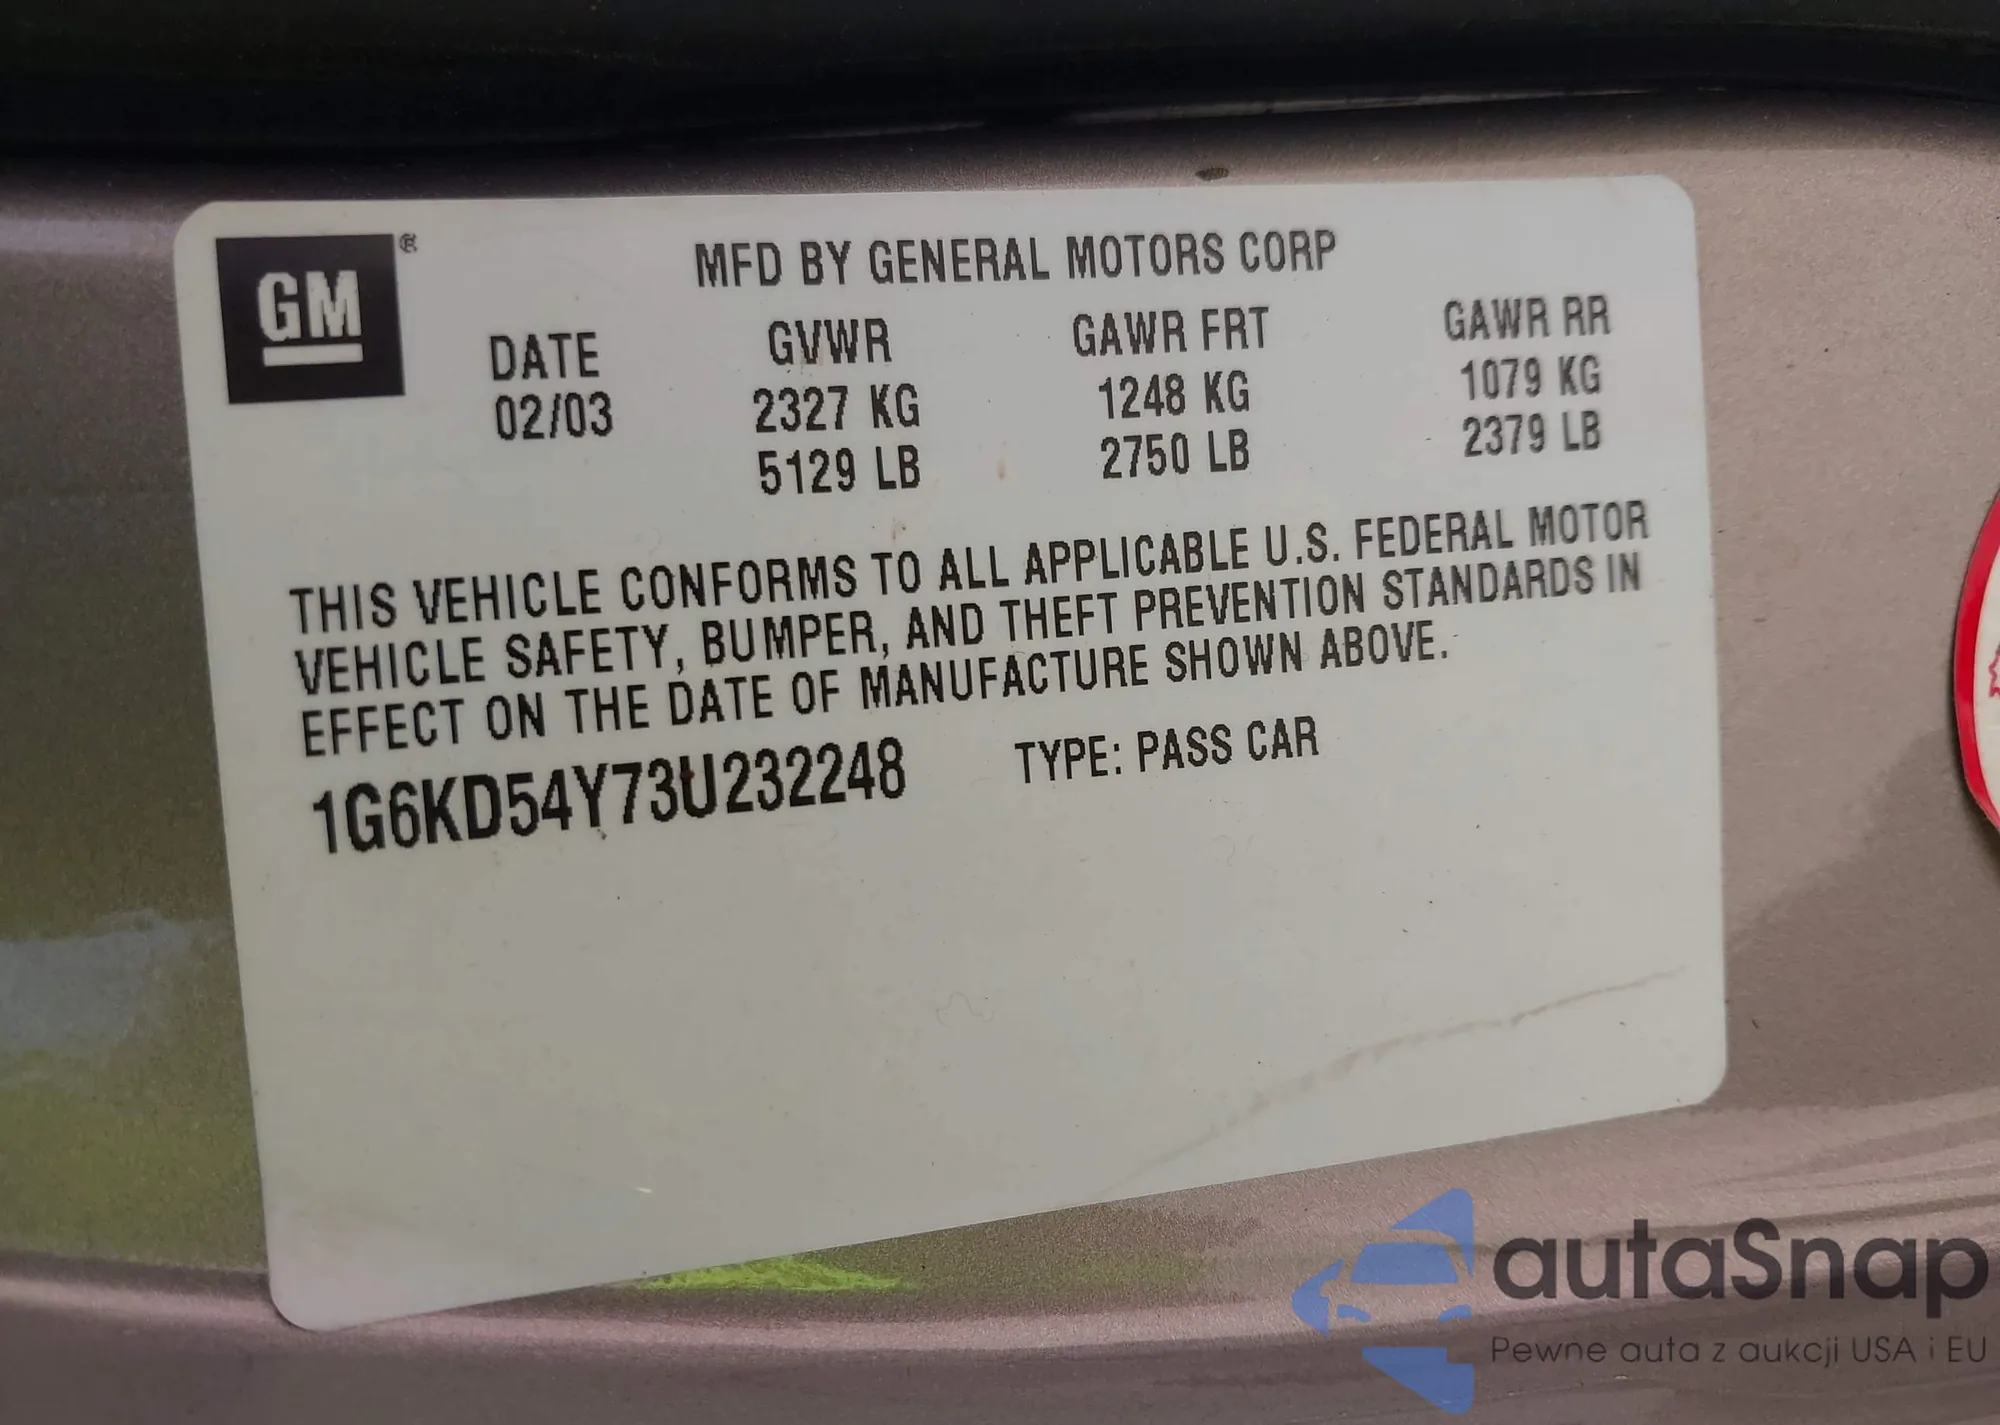 GM ®
MFD BY GENERAL MOTORS CORP
DATE GVWR GAWR FRT GAWR RR
02/03 2327 KG 1248 KG 1079 KG
5129 LB 2750 LB 2379 LB
THIS VEHICLE CONFORMS TO ALL APPLICABLE U.S. FEDERAL MOTOR
VEHICLE SAFETY, BUMPER, AND THEFT PREVENTION STANDARDS IN
EFFECT ON THE DATE OF MANUFACTURE SHOWN ABOVE.
1G6KD54Y73U232248 TYPE: PASS CAR
autaSnap
Pewne auta z aukcji USA i EU